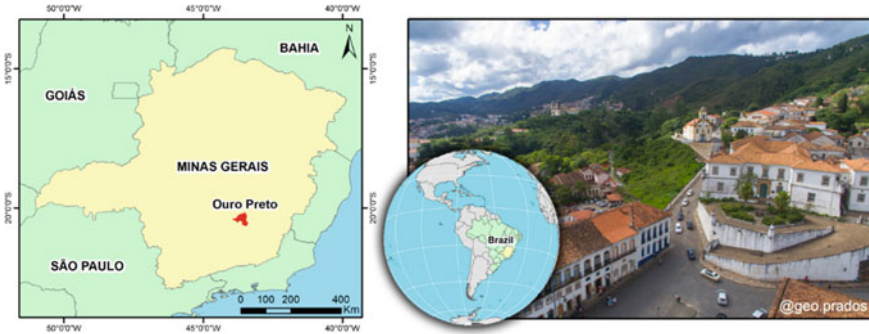 50°0'0"W 45°0'0"W 40°0'0"W
BAHIA
N
15°0'0"S
15°0'0"S
GOIÁS
MINAS GERAIS
Ouro Preto
20°0'0"S
20°0'0"S
SÃO PAULO
0 100 200 400
Km
50°0'0"W 45°0'0"W 40°0'0"W
Brazil
@geo.prados